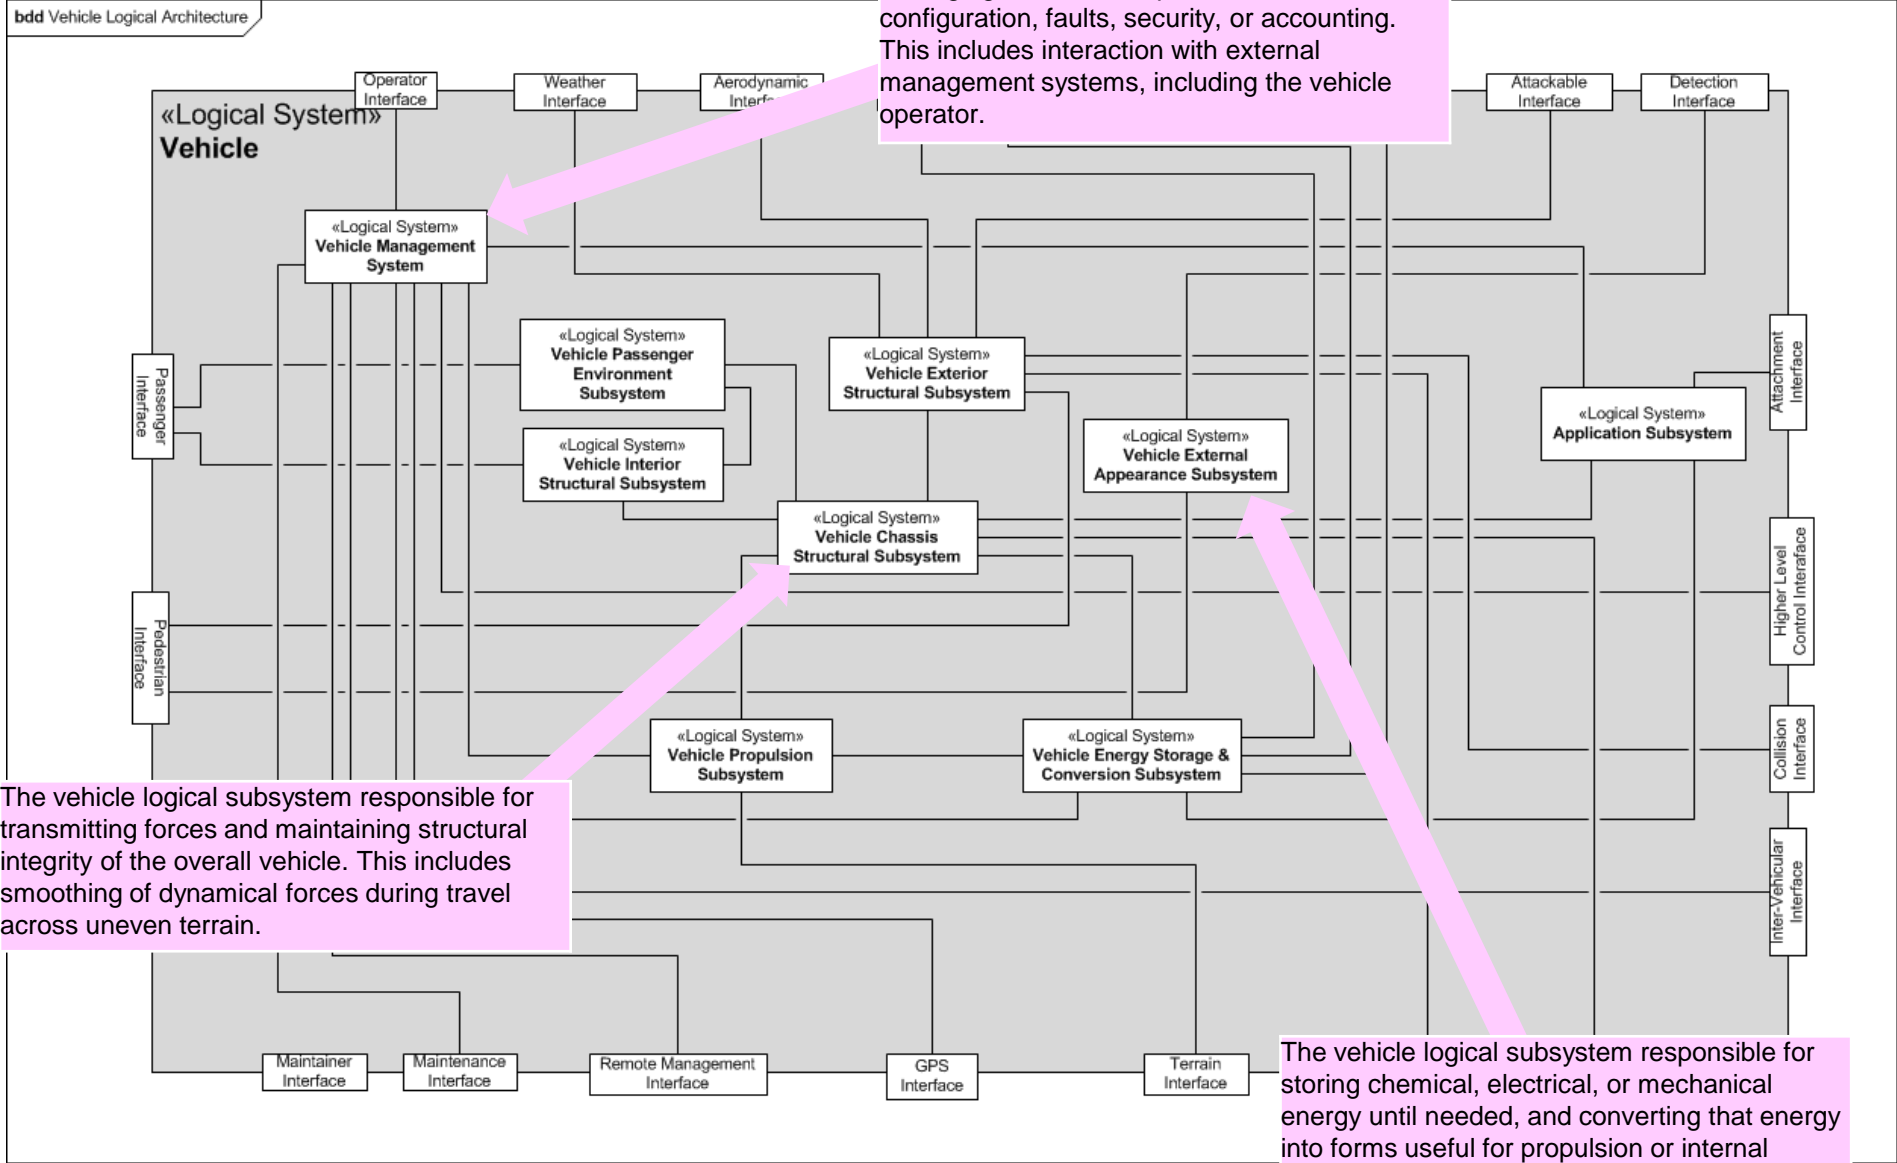 bdd Vehicle Logical Architecture
configuration, faults, security, or accounting.
This includes interaction with external
management systems, including the vehicle
operator.
Operator
Interface
Weather
Interface
Aerodynamic
Attackable
Interface
Detection
Interface
«Logical System»
Vehicle
«Logical System»
Vehicle Management
System
«Logical System»
Vehicle Passenger
Environment
Subsystem
«Logical System»
Vehicle Exterior
Structural Subsystem
Passenger
Interface
Attachment
Interface
«Logical System»
Application Subsystem
«Logical System»
Vehicle Interior
Structural Subsystem
«Logical System»
Vehicle External
Appearance Subsystem
«Logical System»
Vehicle Chassis
Structural Subsystem
Higher Level
Control Interaface
Pedestrian
Interface
«Logical System»
Vehicle Propulsion
Subsystem
«Logical System»
Vehicle Energy Storage &
Conversion Subsystem
Collision
Interface
The vehicle logical subsystem responsible for
transmitting forces and maintaining structural
integrity of the overall vehicle. This includes
smoothing of dynamical forces during travel
across uneven terrain.
Inter-Vehicular
Interface
Maintainer
Interface
Maintenance
Interface
Remote Management
Interface
GPS
Interface
Terrain
Interface
The vehicle logical subsystem responsible for
storing chemical, electrical, or mechanical
energy until needed, and converting that energy
into forms useful for propulsion or internal